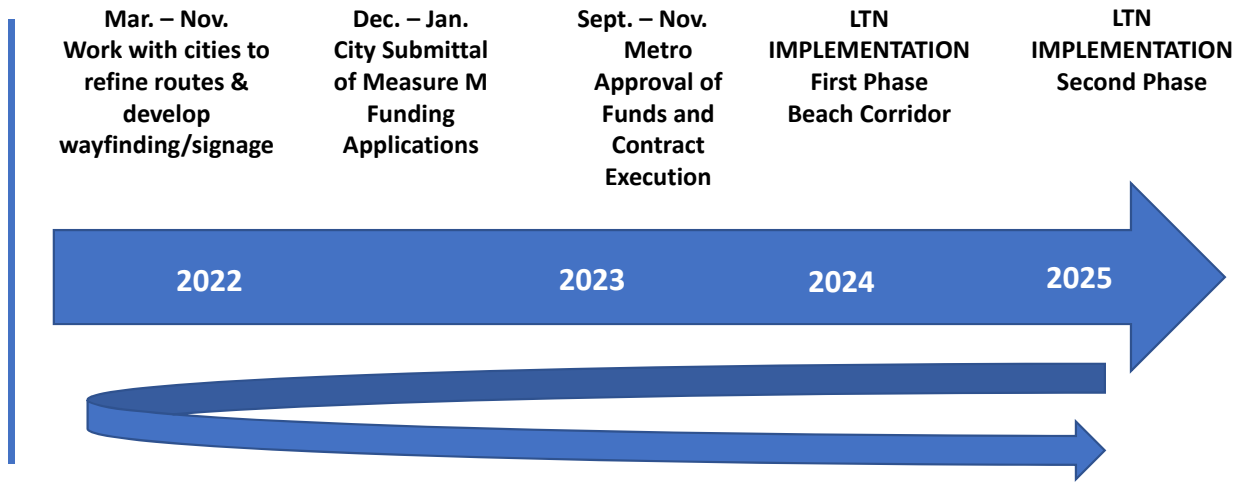 Mar. – Nov.
Work with cities to
refine routes &
develop
wayfinding/signage
Dec. – Jan.
City Submittal
of Measure M
Funding
Applications
Sept. – Nov.
Metro
Approval of
Funds and
Contract
Execution
LTN
IMPLEMENTATION
First Phase
Beach Corridor
LTN
IMPLEMENTATION
Second Phase
2022
2023
2024
2025